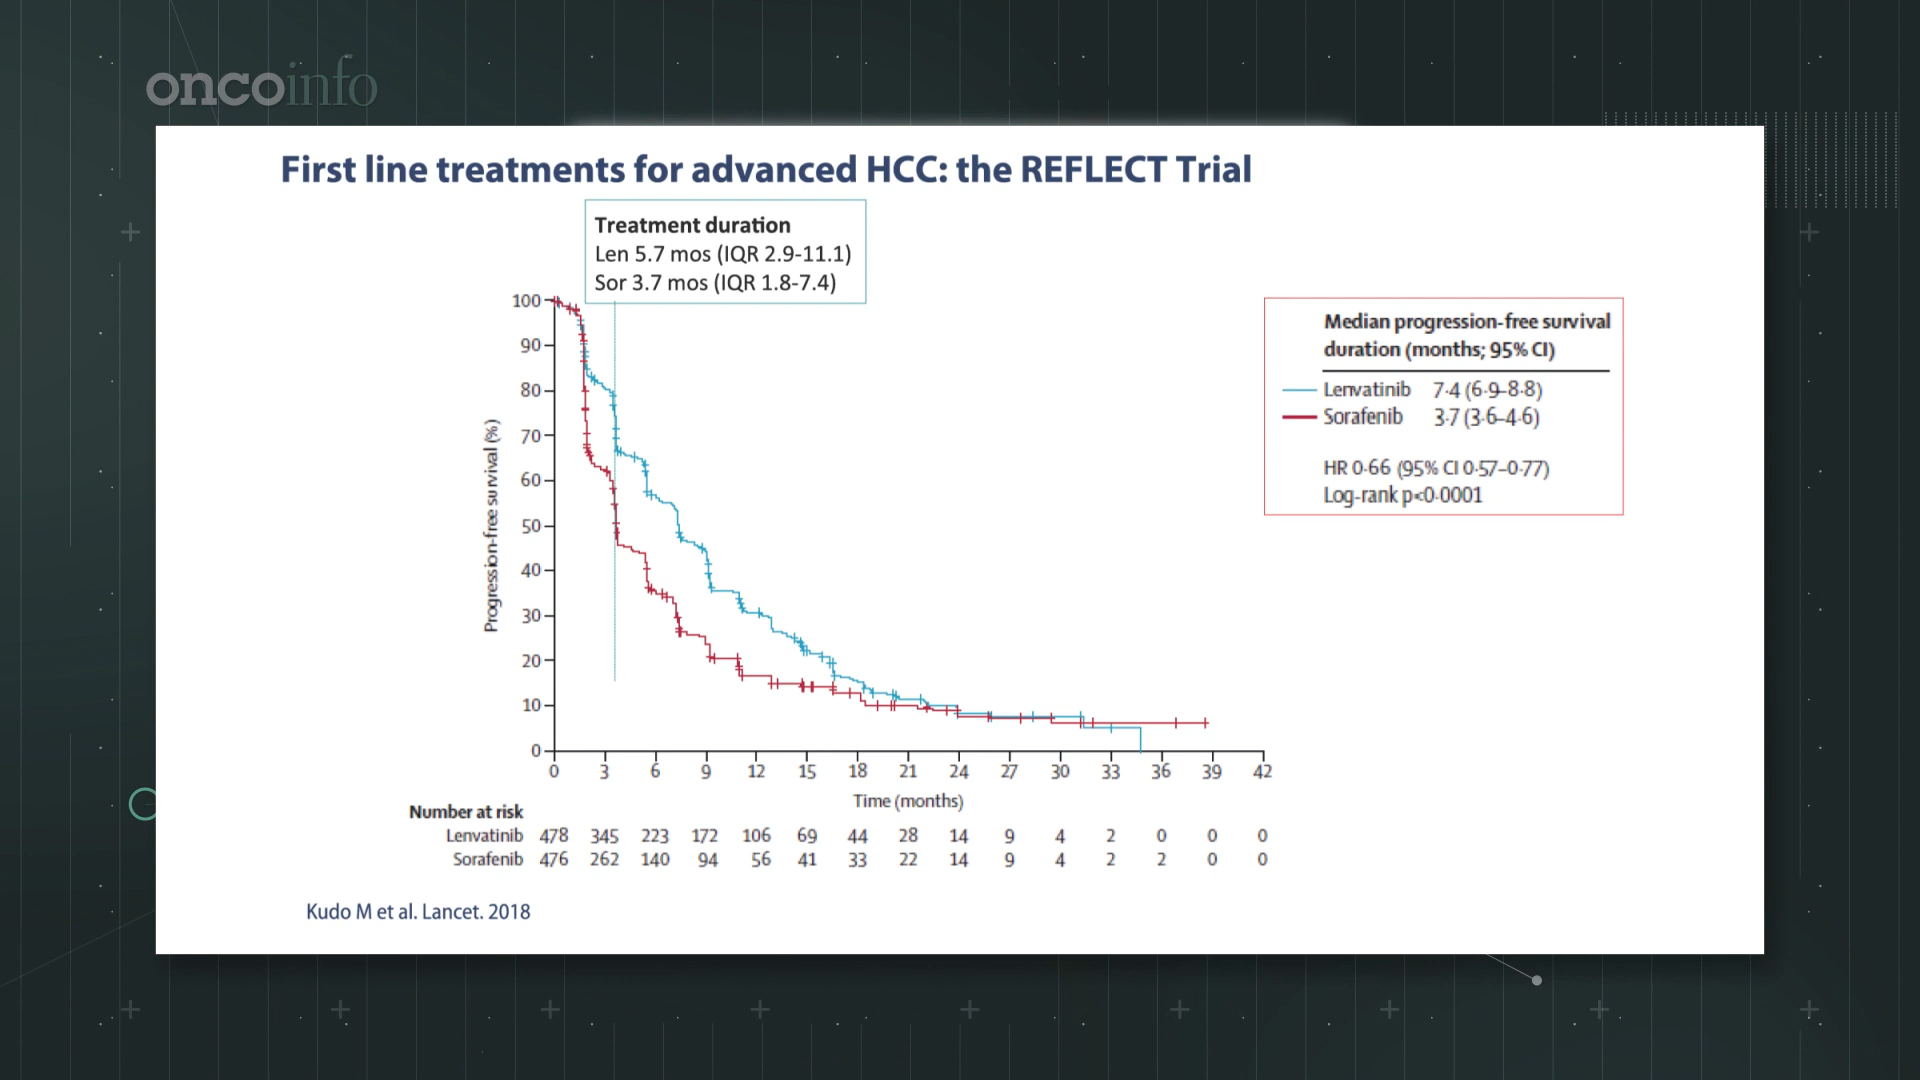 oncoinfo
First line treatments for advanced HCC: the REFLECT Trial
Treatment duration
Len 5.7 mos (IQR 2.9-11.1)
Sor 3.7 mos (IQR 1.8-7.4)
Median progression-free survival
duration (months; 95% CI)
Lenvatinib 7·4 (6·9–8·8)
Sorafenib 3·7 (3·6–4·6)
HR 0·66 (95% CI 0·57–0·77)
Log-rank p<0·0001
Progression-free survival (%)
100
90
80
70
60
50
40
30
20
10
0
0 3 6 9 12 15 18 21 24 27 30 33 36 39 42
Time (months)
Number at risk
Lenvatinib 478 345 223 172 106 69 44 28 14 9 4 2 0 0 0
Sorafenib 476 262 140 94 56 41 33 22 14 9 4 2 2 0 0
Kudo M et al. Lancet. 2018